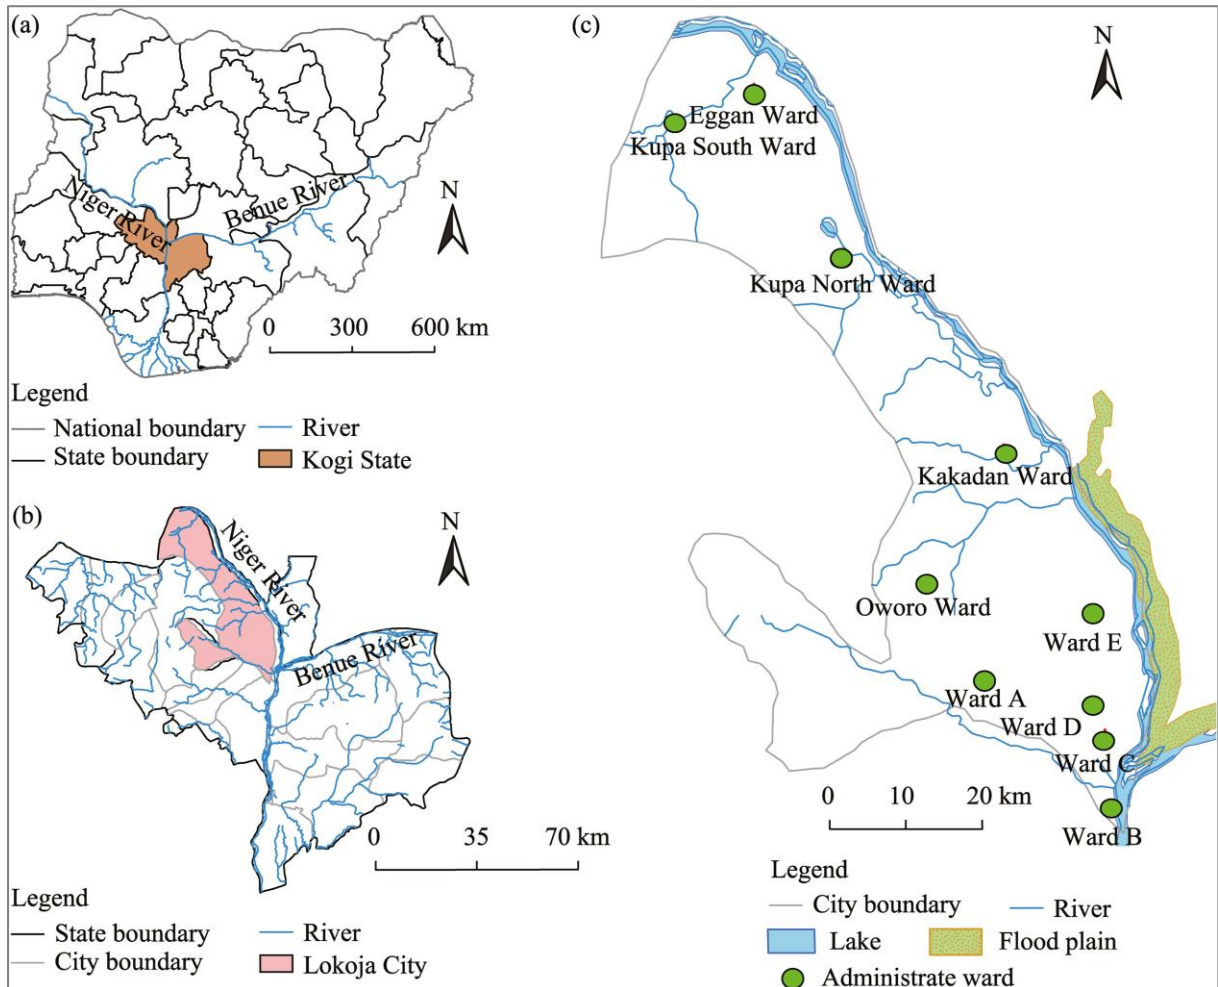 (a)
N
Niger River
Benue River
0 300 600 km
Legend
National boundary River
State boundary Kogi State
(b)
N
Niger River
Benue River
0 35 70 km
Legend
State boundary River
City boundary Lokoja City
(c)
N
Eggan Ward
Kupa South Ward
Kupa North Ward
Kakadan Ward
Oworo Ward
Ward E
Ward A
Ward D
Ward C
Ward B
0 10 20 km
Legend
City boundary River
Lake Flood plain
Administrate ward